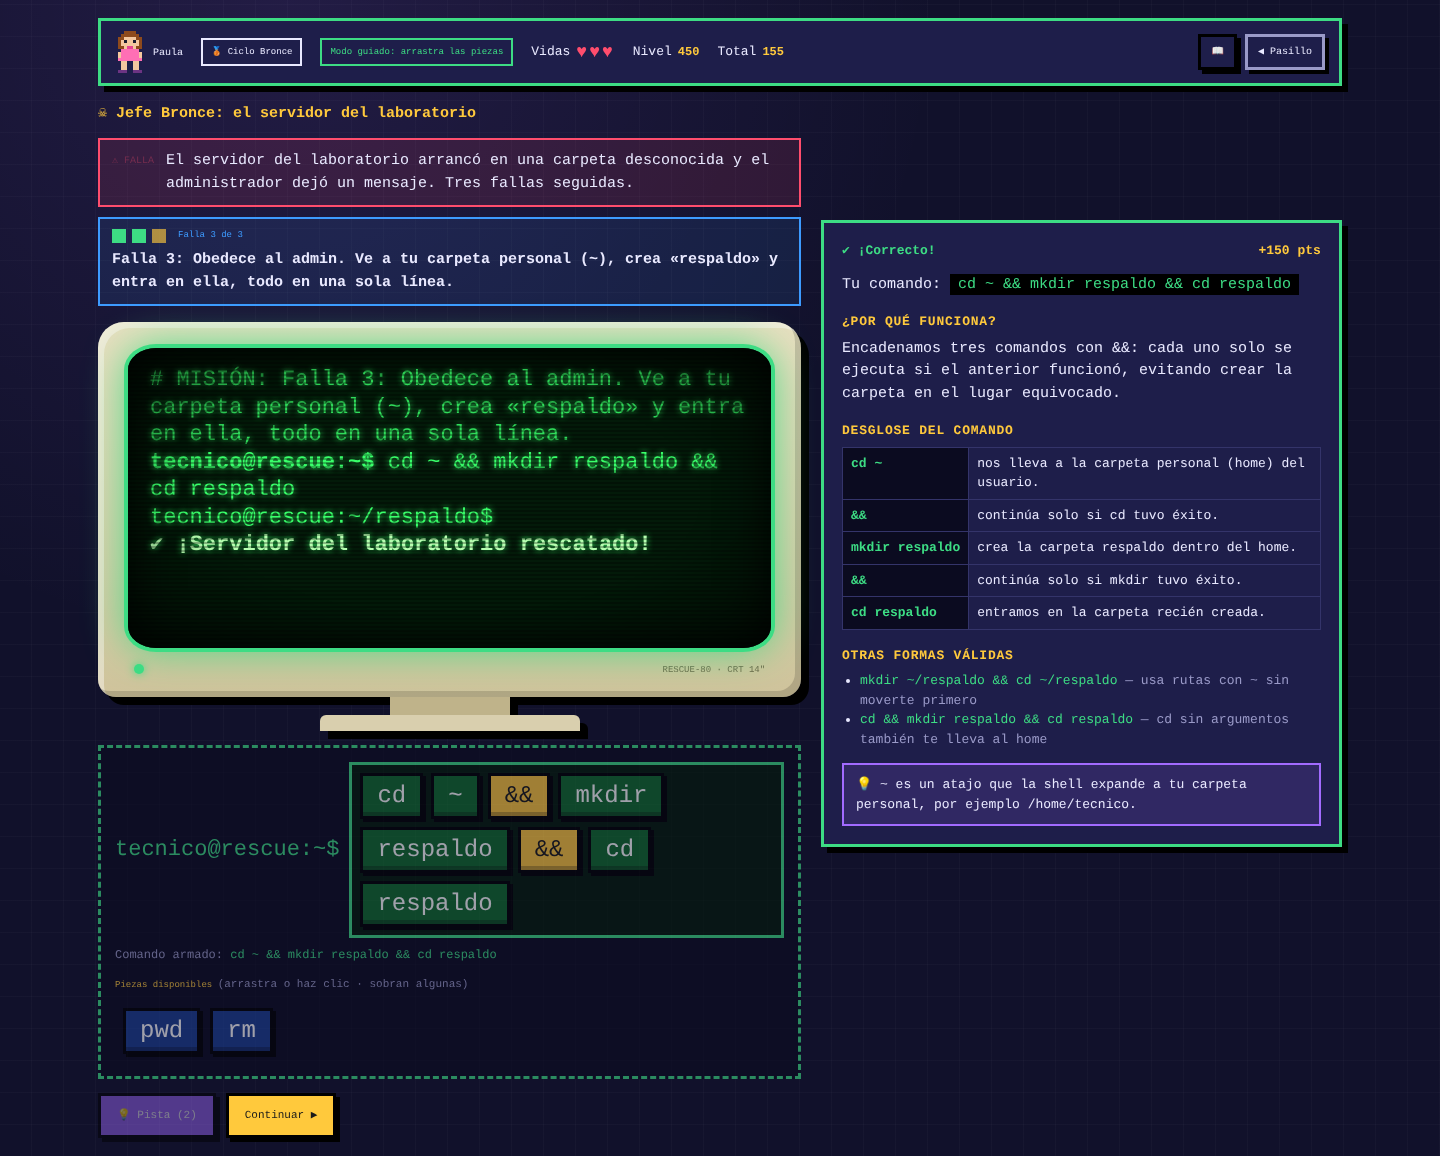 Paula
🏅 Ciclo Bronce
Modo guiado: arrastra las piezas
Vidas ♥♥♥
Nivel 450
Total 155
📖
◀ Pasillo
☠ Jefe Bronce: el servidor del laboratorio
⚠ FALLA
El servidor del laboratorio arrancó en una carpeta desconocida y el
administrador dejó un mensaje. Tres fallas seguidas.
Falla 3 de 3
Falla 3: Obedece al admin. Ve a tu carpeta personal (~), crea «respaldo» y
entra en ella, todo en una sola línea.
# MISIÓN: Falla 3: Obedece al admin. Ve a tu
carpeta personal (~), crea «respaldo» y entra
en ella, todo en una sola línea.
tecnico@rescue:~$ cd ~ && mkdir respaldo &&
cd respaldo
tecnico@rescue:~/respaldo$
✔ ¡Servidor del laboratorio rescatado!
RESCUE-80 · CRT 14"
tecnico@rescue:~$
cd ~ && mkdir
respaldo && cd
respaldo
Comando armado: cd ~ && mkdir respaldo && cd respaldo
Piezas disponibles (arrastra o haz clic · sobran algunas)
pwd rm
💡 Pista (2)
Continuar ▶
✔ ¡Correcto!
+150 pts
Tu comando: cd ~ && mkdir respaldo && cd respaldo
¿POR QUÉ FUNCIONA?
Encadenamos tres comandos con &&: cada uno solo se
ejecuta si el anterior funcionó, evitando crear la
carpeta en el lugar equivocado.
DESGLOSE DEL COMANDO
cd ~ nos lleva a la carpeta personal (home) del
usuario.
&& continúa solo si cd tuvo éxito.
mkdir respaldo crea la carpeta respaldo dentro del home.
&& continúa solo si mkdir tuvo éxito.
cd respaldo entramos en la carpeta recién creada.
OTRAS FORMAS VÁLIDAS
• mkdir ~/respaldo && cd ~/respaldo — usa rutas con ~ sin
moverte primero
• cd && mkdir respaldo && cd respaldo — cd sin argumentos
también te lleva al home
💡 ~ es un atajo que la shell expande a tu carpeta
personal, por ejemplo /home/tecnico.